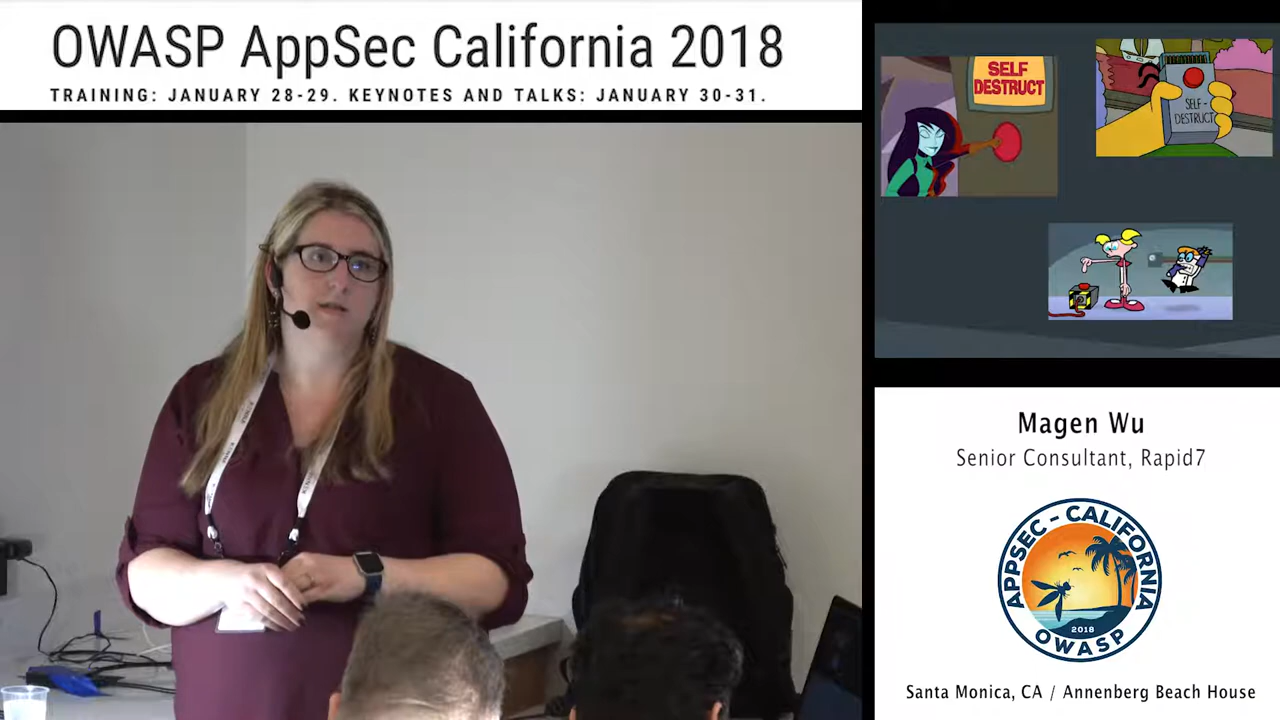 OWASP AppSec California 2018
TRAINING: JANUARY 28-29. KEYNOTES AND TALKS: JANUARY 30-31.
SELF
DESTRUCT
SELF-
DESTRUCT
Magen Wu
Senior Consultant, Rapid7
APPSEC - CALIFORNIA
2018
OWASP
Santa Monica, CA / Annenberg Beach House